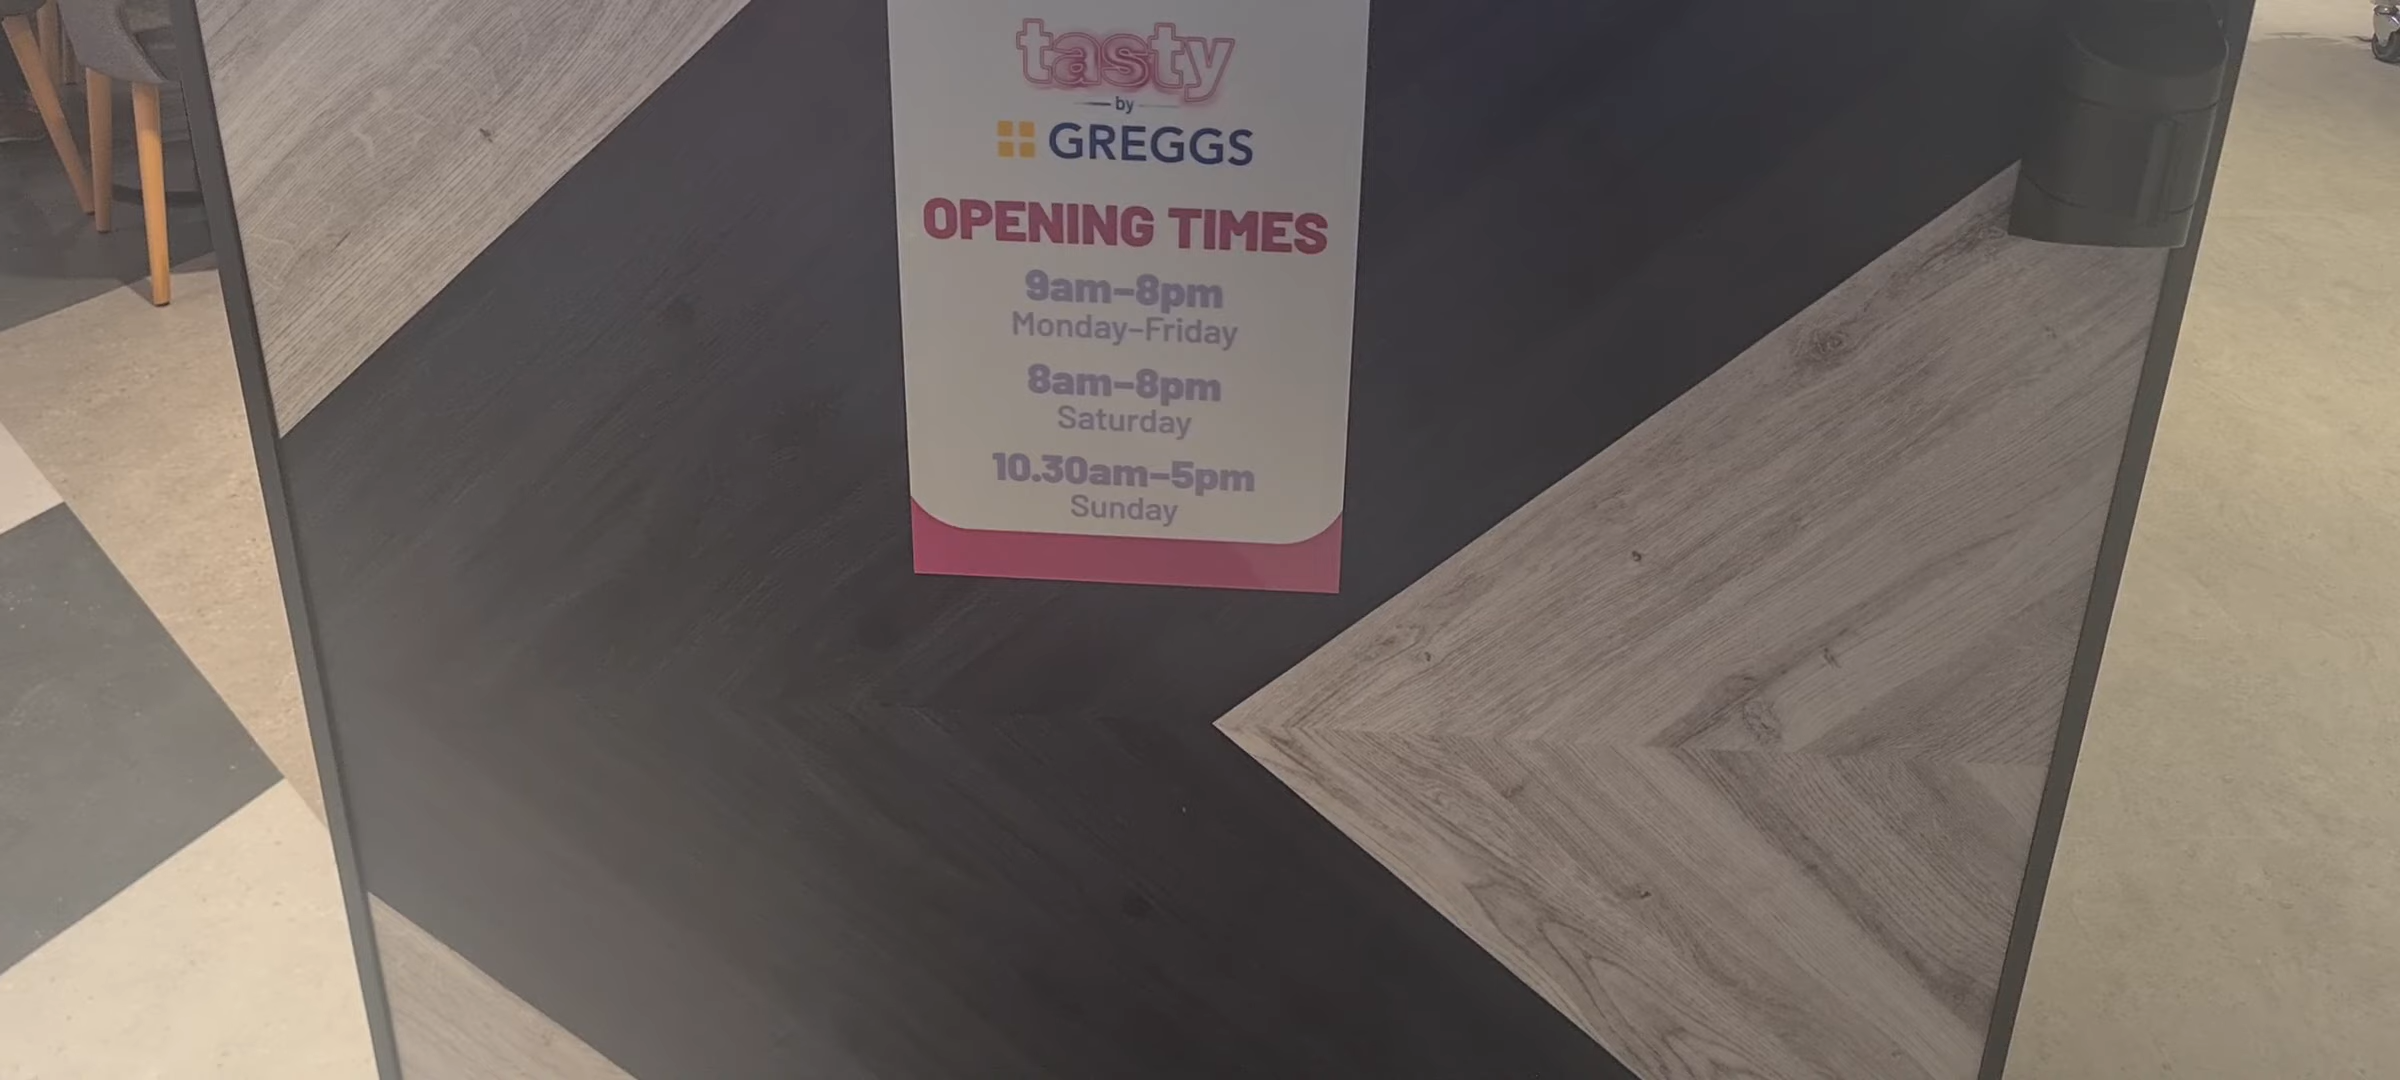 tasty
by
GREGGS
OPENING TIMES
9am–8pm
Monday–Friday
8am–8pm
Saturday
10.30am–5pm
Sunday